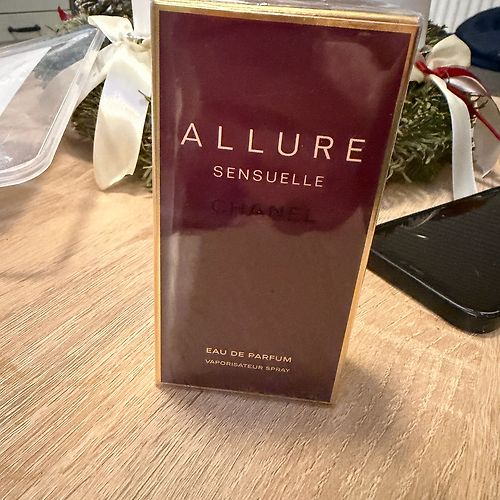 ALLURE
SENSUELLE
CHANEL
EAU DE PARFUM
VAPORISATEUR SPRAY